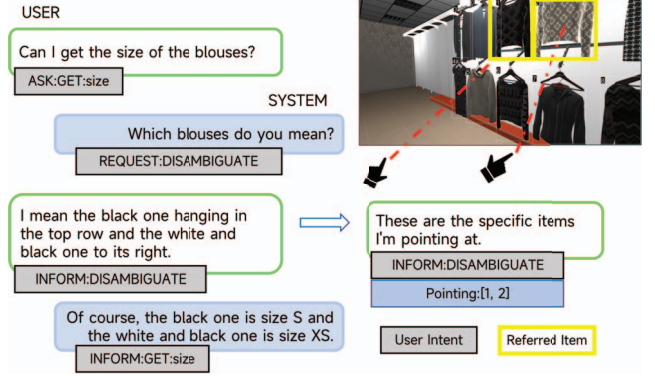 USER
Can I get the size of the blouses?
ASK:GET:size
SYSTEM
Which blouses do you mean?
REQUEST:DISAMBIGUATE
I mean the black one hanging in
the top row and the white and
black one to its right.
INFORM:DISAMBIGUATE
Of course, the black one is size S and
the white and black one is size XS.
INFORM:GET:size
These are the specific items
I'm pointing at.
INFORM:DISAMBIGUATE
Pointing:[1, 2]
User Intent
Referred Item